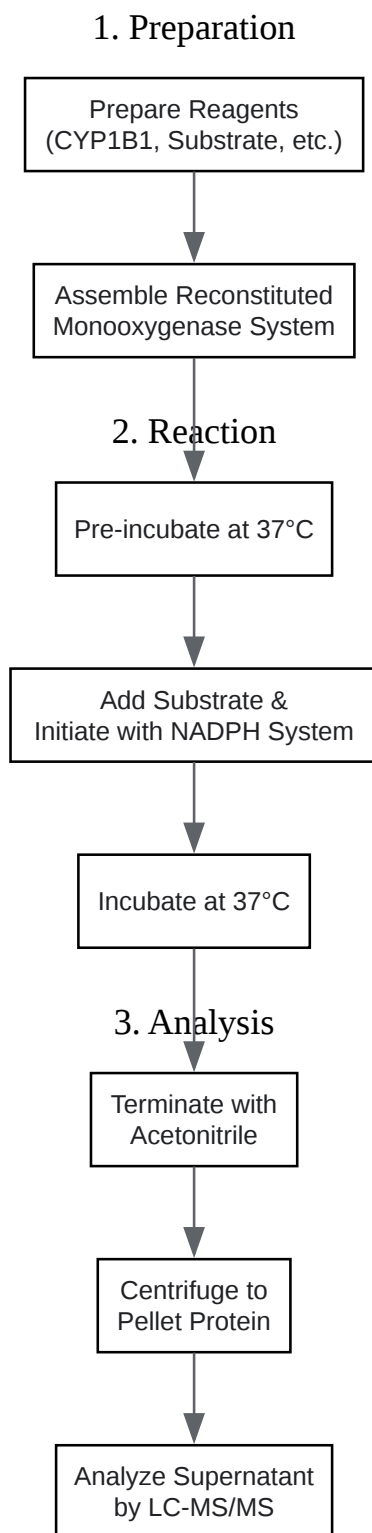 1. Preparation
Prepare Reagents
(CYP1B1, Substrate, etc.)
Assemble Reconstituted
Monooxygenase System
2. Reaction
Pre-incubate at 37°C
Add Substrate &
Initiate with NADPH System
Incubate at 37°C
3. Analysis
Terminate with
Acetonitrile
Centrifuge to
Pellet Protein
Analyze Supernatant
by LC-MS/MS